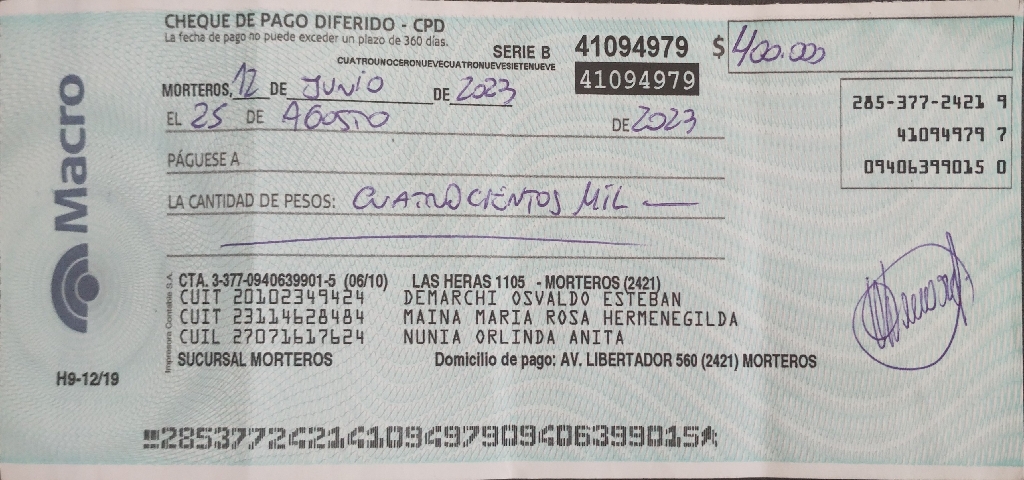 CHEQUE DE PAGO DIFERIDO - CPD
La fecha de pago no puede exceder un plazo de 360 días.
SERIE B 41094979 $ 400.000
CUATROUNOCERONUEVECUATRONUEVESIETENUEVE
41094979
MORTEROS, 12 DE JUNIO DE 2023
EL 25 DE AGOSTO DE 2023
285-377-2421 9
41094979 7
09406399015 0
PÁGUESE A
LA CANTIDAD DE PESOS: CUATROCIENTOS MIL
Macro
CTA. 3-377-0940639901-5 (06/10) LAS HERAS 1105 - MORTEROS (2421)
CUIT 20102349424 DEMARCHI OSVALDO ESTEBAN
CUIT 23114628484 MAINA MARIA ROSA HERMENEGILDA
CUIL 27071617624 NUNIA ORLINDA ANITA
SUCURSAL MORTEROS Domicilio de pago: AV. LIBERTADOR 560 (2421) MORTEROS
Impresora Contable S.A.
H9-12/19
28537724214109497909406399015